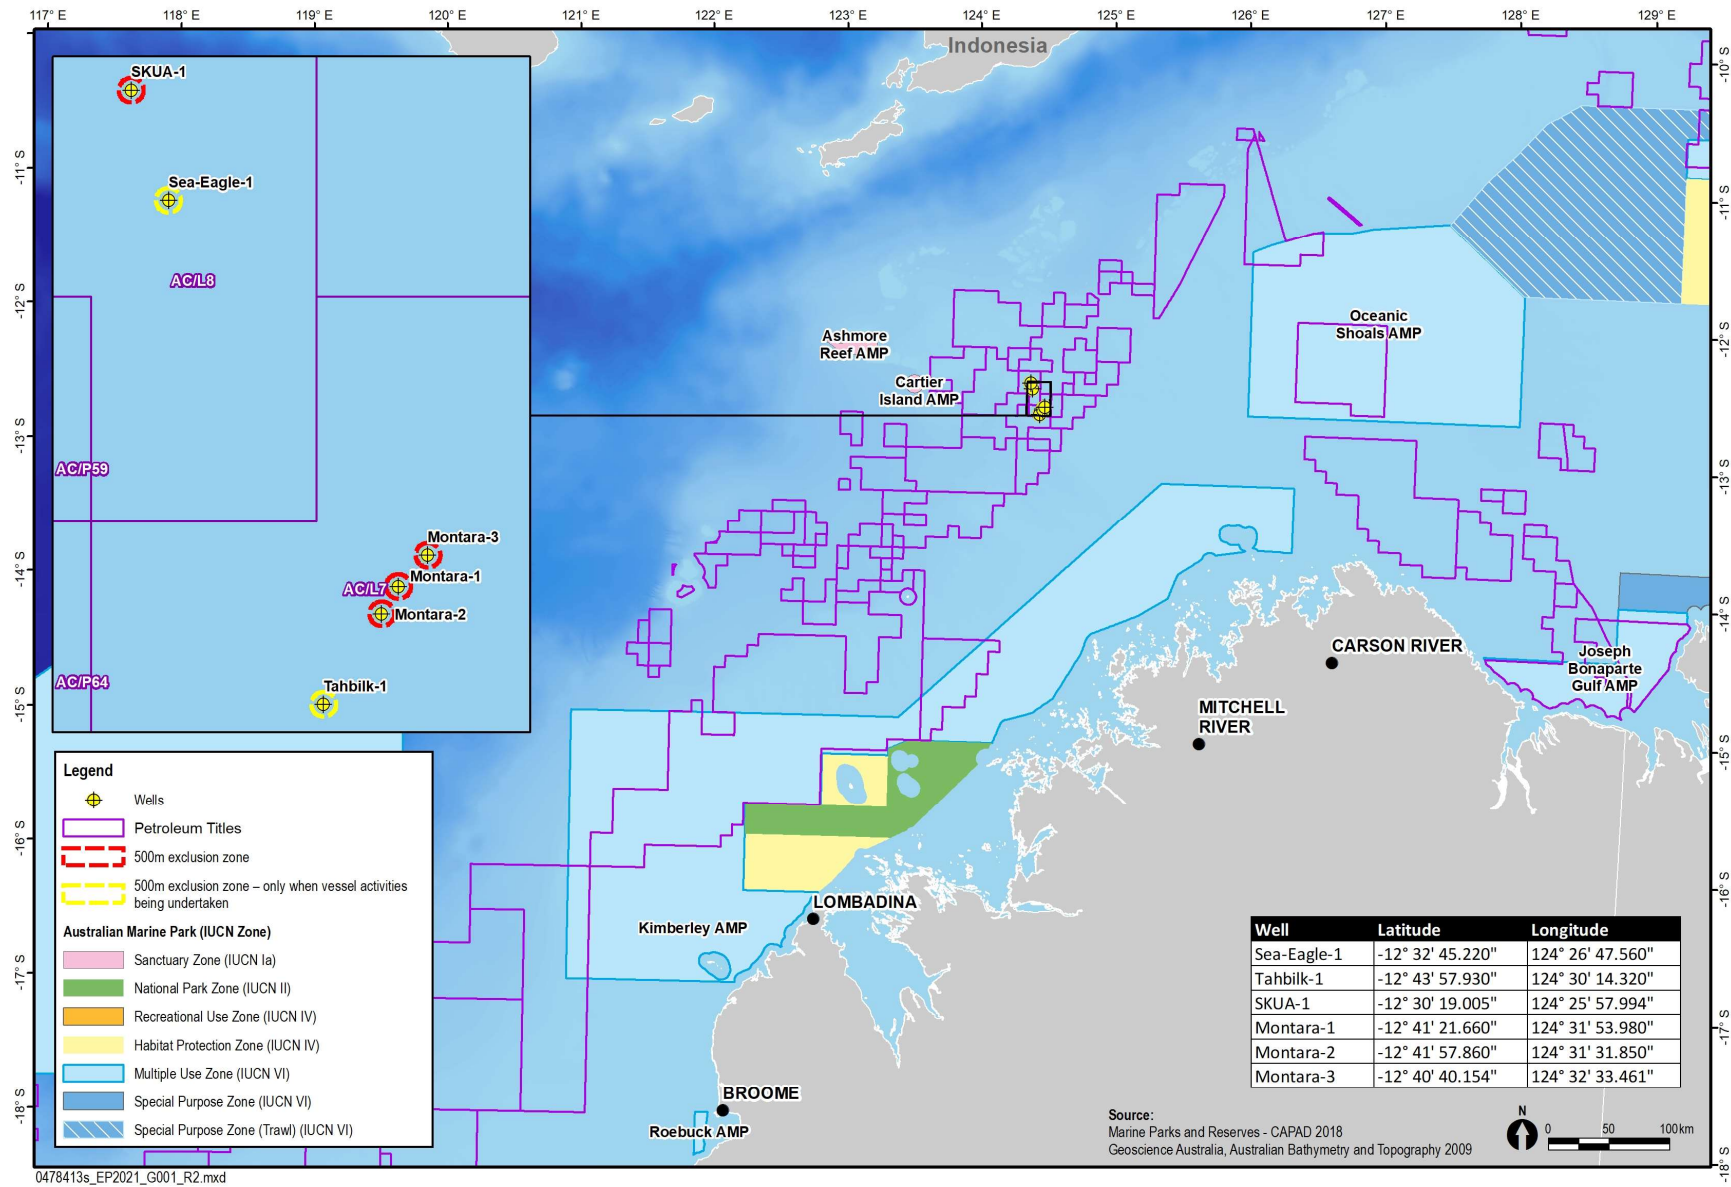 117° E 118° E 119° E 120° E 121° E 122° E 123° E 124° E 125° E 126° E 127° E 128° E 129° E
Indonesia
SKUA-1
Sea-Eagle-1
AC/L8
AC/P59
Montara-3
Montara-1
AC/L7
Montara-2
AC/P64
Tahbilk-1
-11° S
-12° S
-13° S
-14° S
-15° S
-16° S
-17° S
-18° S
-10° S
-11° S
-12° S
-13° S
-14° S
-15° S
-16° S
-17° S
-18° S
Ashmore
Reef AMP
Cartier
Island AMP
Oceanic
Shoals AMP
CARSON RIVER
Joseph
Bonaparte
Gulf AMP
MITCHELL
RIVER
LOMBADINA
Kimberley AMP
BROOME
Roebuck AMP
Legend
Wells
Petroleum Titles
500m exclusion zone
500m exclusion zone – only when vessel activities
being undertaken
Australian Marine Park (IUCN Zone)
Sanctuary Zone (IUCN Ia)
National Park Zone (IUCN II)
Recreational Use Zone (IUCN IV)
Habitat Protection Zone (IUCN IV)
Multiple Use Zone (IUCN VI)
Special Purpose Zone (IUCN VI)
Special Purpose Zone (Trawl) (IUCN VI)
Well Latitude Longitude
Sea-Eagle-1 -12° 32' 45.220" 124° 26' 47.560"
Tahbilk-1 -12° 43' 57.930" 124° 30' 14.320"
SKUA-1 -12° 30' 19.005" 124° 25' 57.994"
Montara-1 -12° 41' 21.660" 124° 31' 53.980"
Montara-2 -12° 41' 57.860" 124° 31' 31.850"
Montara-3 -12° 40' 40.154" 124° 32' 33.461"
Source:
Marine Parks and Reserves - CAPAD 2018
Geoscience Australia, Australian Bathymetry and Topography 2009
N
0 50 100km
0478413s_EP2021_G001_R2.mxd